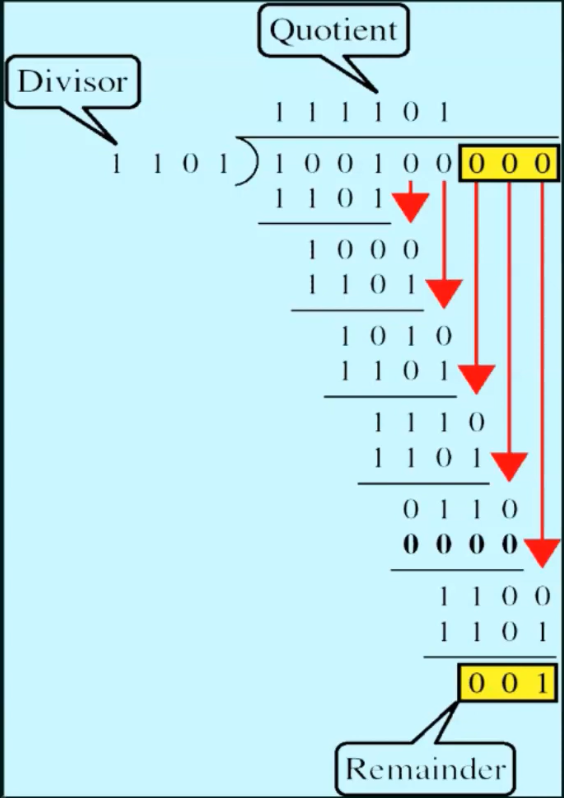 Quotient
Divisor
1 1 1 1 0 1
1 1 0 1 ) 1 0 0 1 0 0 0 0 0
1 1 0 1
1 0 0 0
1 1 0 1
1 0 1 0
1 1 0 1
1 1 1 0
1 1 0 1
0 1 1 0
0 0 0 0
1 1 0 0
1 1 0 1
0 0 1
Remainder